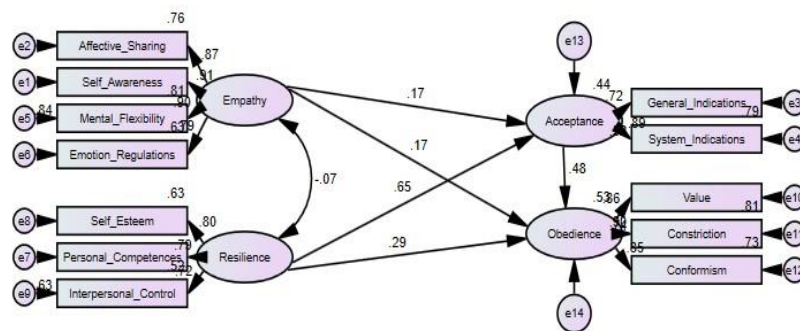 .76
e2 Affective_Sharing .87 e13
e1 Self_Awareness .91 .44
.81 Empathy .17 .72 General_Indications e3
e5 .84 Mental_Flexibility .90 Acceptance .79
.63 .79 .89 System_Indications e4
e6 Emotion_Regulations .17
.48
-.07 .65 .53 .86 Value e10
.63 .81
e8 Self_Esteem .80 Obedience Constriction e11
.79 .29 .73
e7 Personal_Competences Resilience .85 Conformism e12
.52 .72
e9 .63 Interpersonal_Control e14